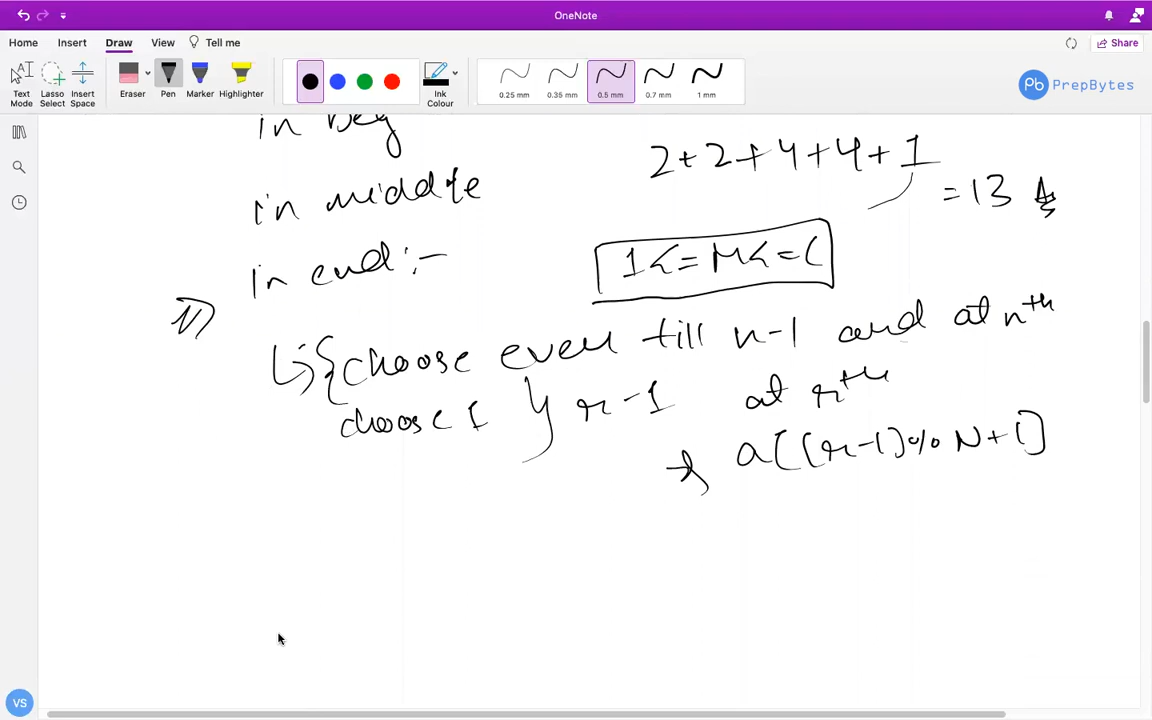 OneNote
Home Insert Draw View Tell me
Share
Text Mode
Lasso Select
Insert Space
Eraser
Pen
Marker
Highlighter
Ink Colour
0.25 mm
0.35 mm
0.5 mm
0.7 mm
1 mm
Pb PrepBytes
in beg
2+2+4+4+1
in middle
=13
1<=M<=C
in end:-
choose even till n-1 and at nth
choose 1 } r-1 at rth
a[(r-1)%N+1]
VS